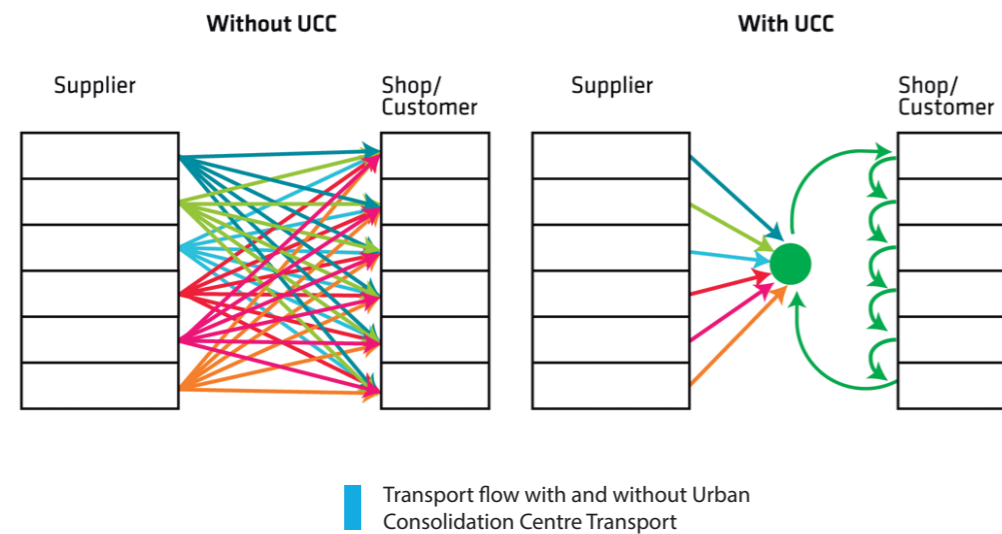 Without UCC
With UCC
Supplier
Shop/
Customer
Supplier
Shop/
Customer
Transport flow with and without Urban
Consolidation Centre Transport